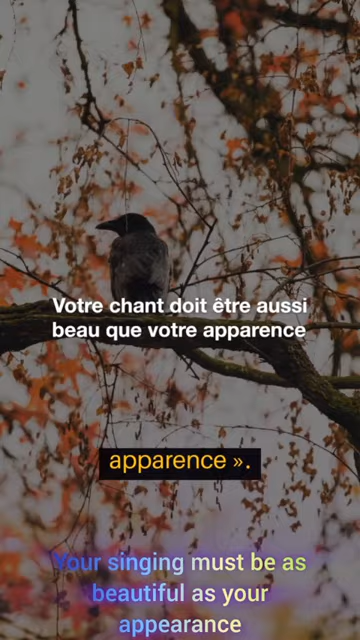 Votre chant doit être aussi
beau que votre apparence
apparence ».
Your singing must be as
beautiful as your
appearance